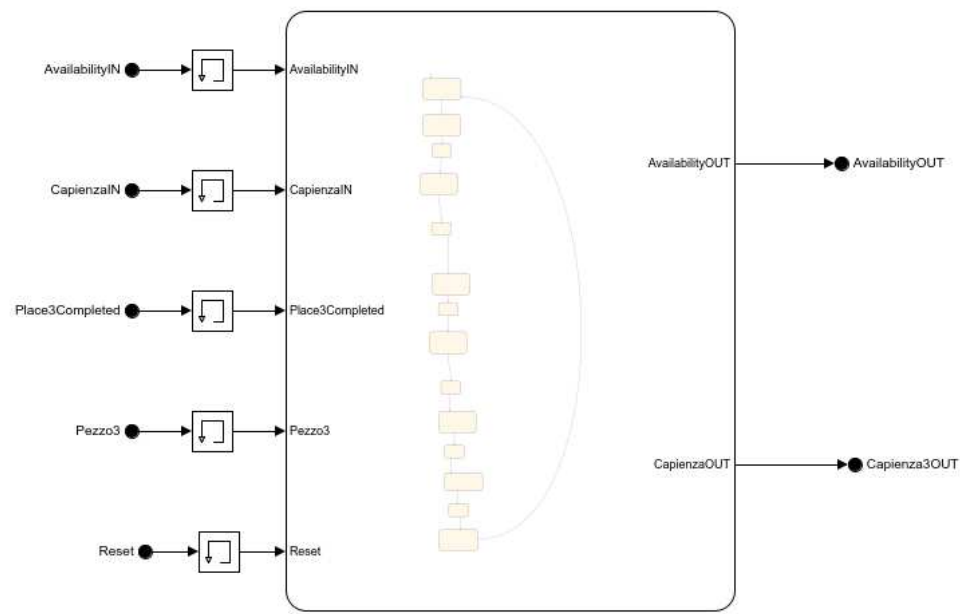 AvailabilityIN
AvailabilityIN
CapienzaIN
CapienzaIN
Place3Completed
Place3Completed
Pezzo3
Pezzo3
Reset
Reset
AvailabilityOUT
AvailabilityOUT
CapienzaOUT
Capienza3OUT